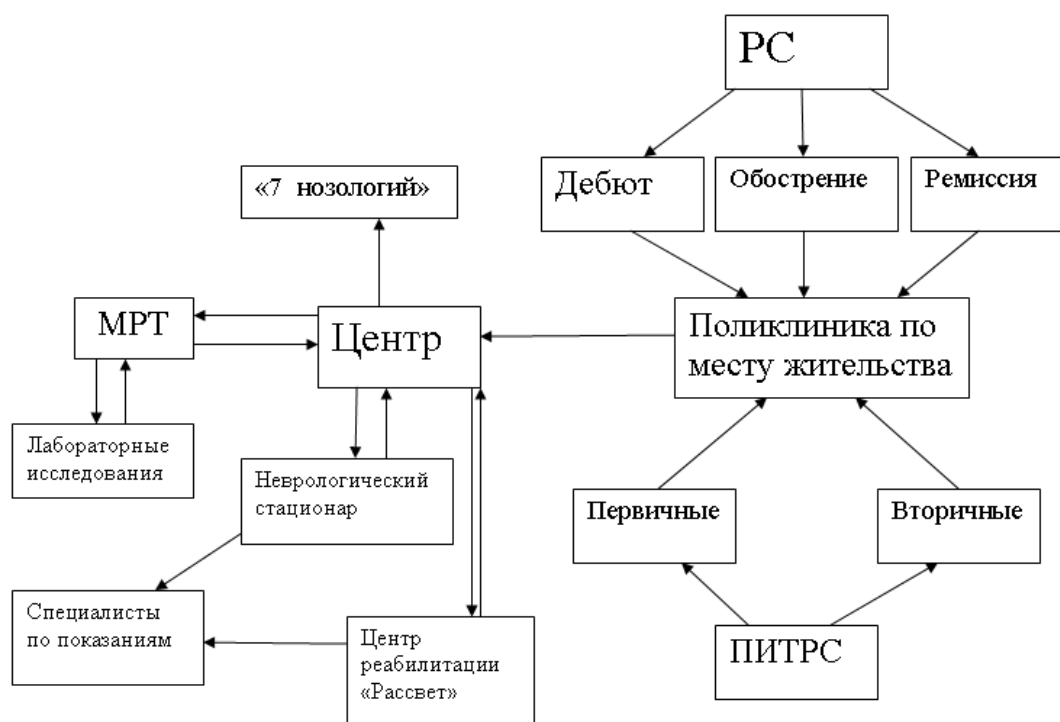 РС
Дебют
Обострение
Ремиссия
«7 нозологий»
МРТ
Центр
Поликлиника по
месту жительства
Лабораторные
исследования
Неврологический
стационар
Первичные
Вторичные
Специалисты
по показаниям
Центр
реабилитации
«Рассвет»
ПИТРС